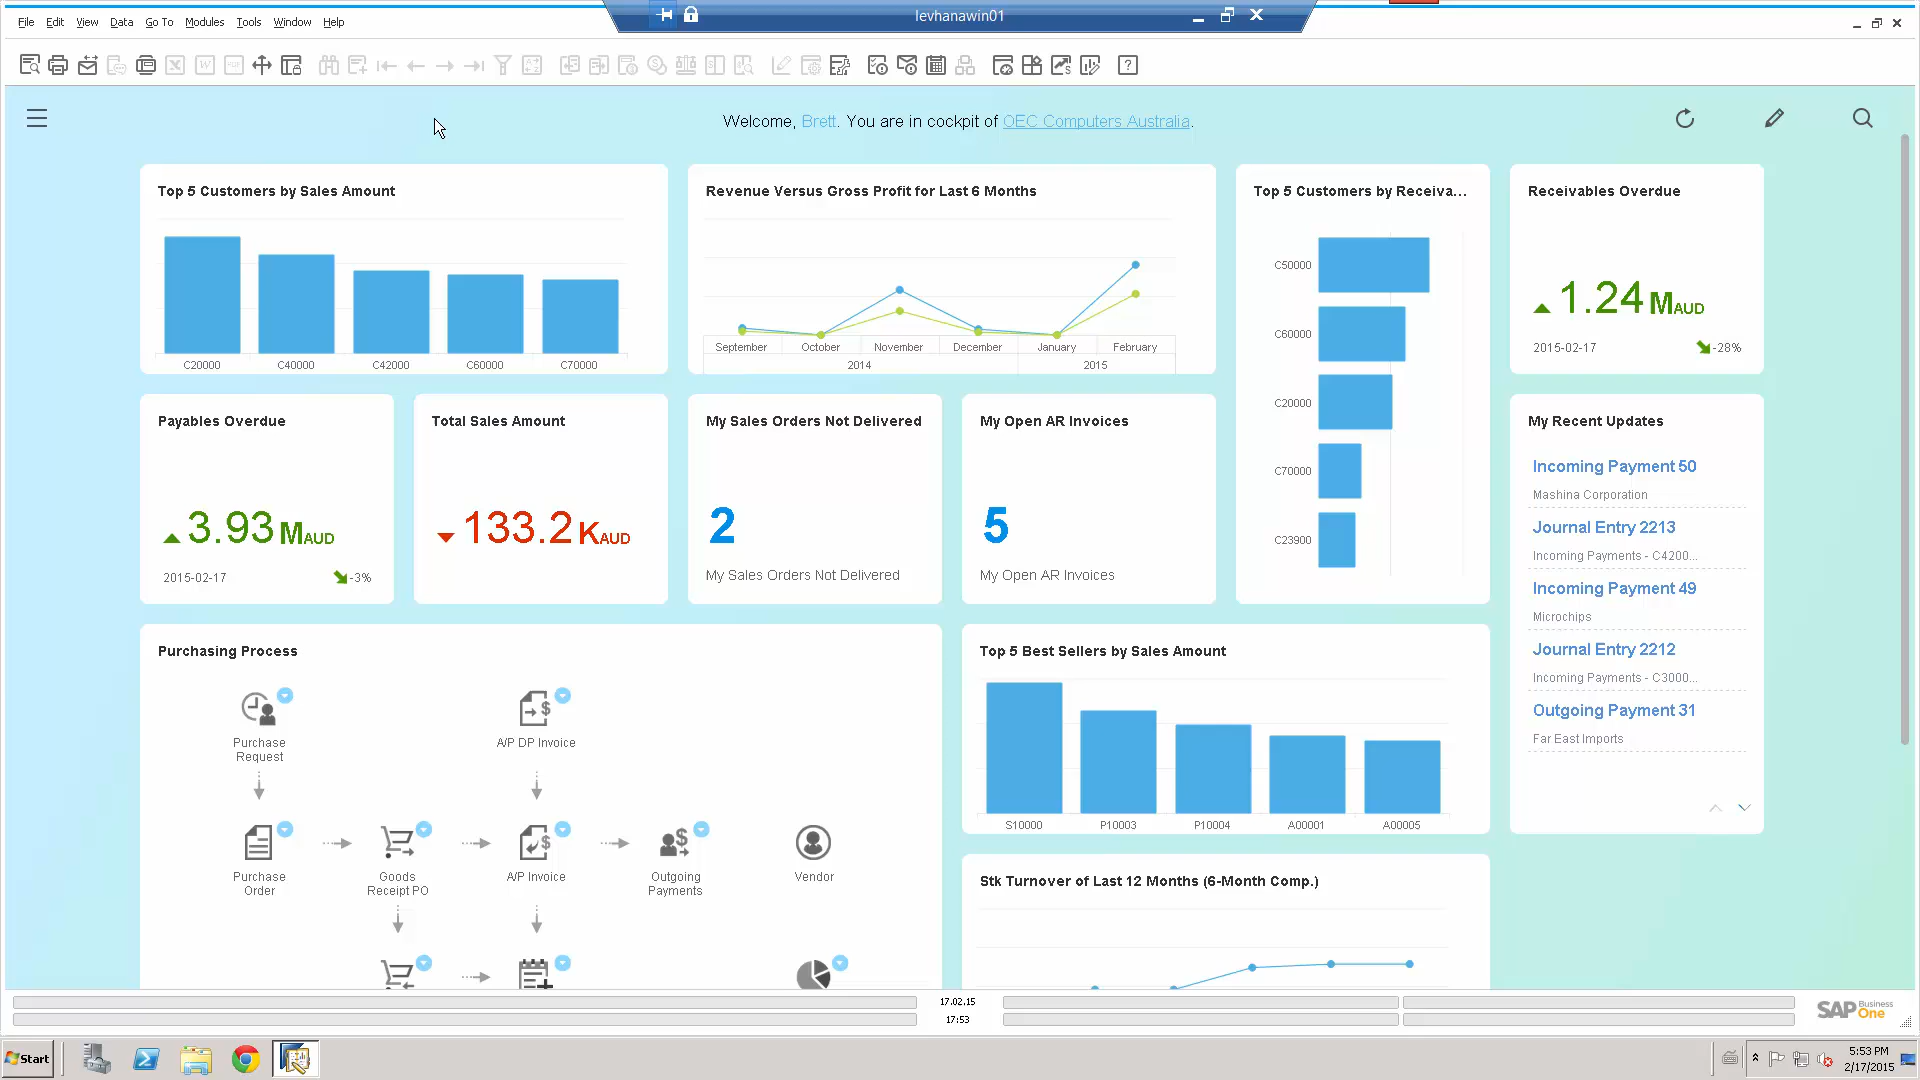 levhanawin01
File Edit View Data Go To Modules Tools Window Help
Welcome, Brett. You are in cockpit of OEC Computers Australia.
Top 5 Customers by Sales Amount
C20000 C40000 C42000 C60000 C70000
Revenue Versus Gross Profit for Last 6 Months
September October November December January February
2014 2015
Top 5 Customers by Receiva...
C50000
C60000
C20000
C70000
C23900
Receivables Overdue
1.24 MAUD
2015-02-17 -28%
Payables Overdue
3.93 MAUD
2015-02-17 -3%
Total Sales Amount
133.2 KAUD
My Sales Orders Not Delivered
2
My Sales Orders Not Delivered
My Open AR Invoices
5
My Open AR Invoices
My Recent Updates
Incoming Payment 50
Mashina Corporation
Journal Entry 2213
Incoming Payments - C4200...
Incoming Payment 49
Microchips
Journal Entry 2212
Incoming Payments - C3000...
Outgoing Payment 31
Far East Imports
Purchasing Process
Purchase
Request
A/P DP Invoice
Purchase
Order
Goods
Receipt PO
A/P Invoice
Outgoing
Payments
Vendor
Top 5 Best Sellers by Sales Amount
S10000 P10003 P10004 A00001 A00005
Stk Turnover of Last 12 Months (6-Month Comp.)
17.02.15
17:53
SAP Business
One
Start
5:53 PM
2/17/2015